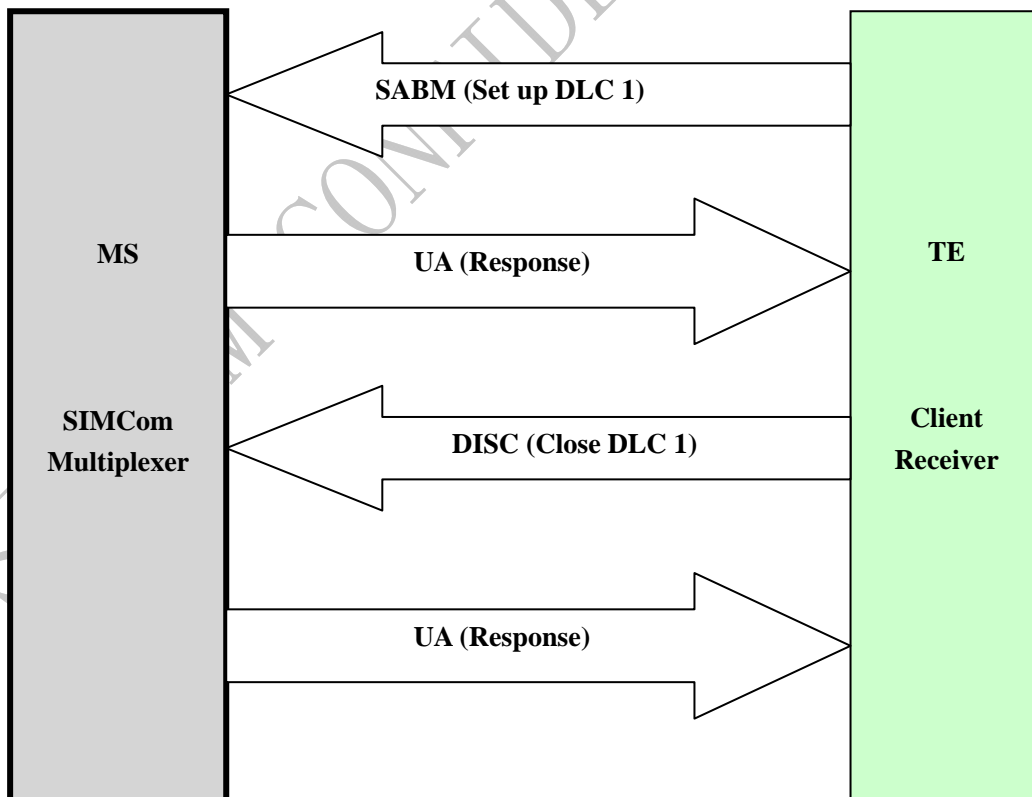 SABM (Set up DLC 1)
MS
UA (Response)
TE
SIMCom
Multiplexer
DISC (Close DLC 1)
Client
Receiver
UA (Response)